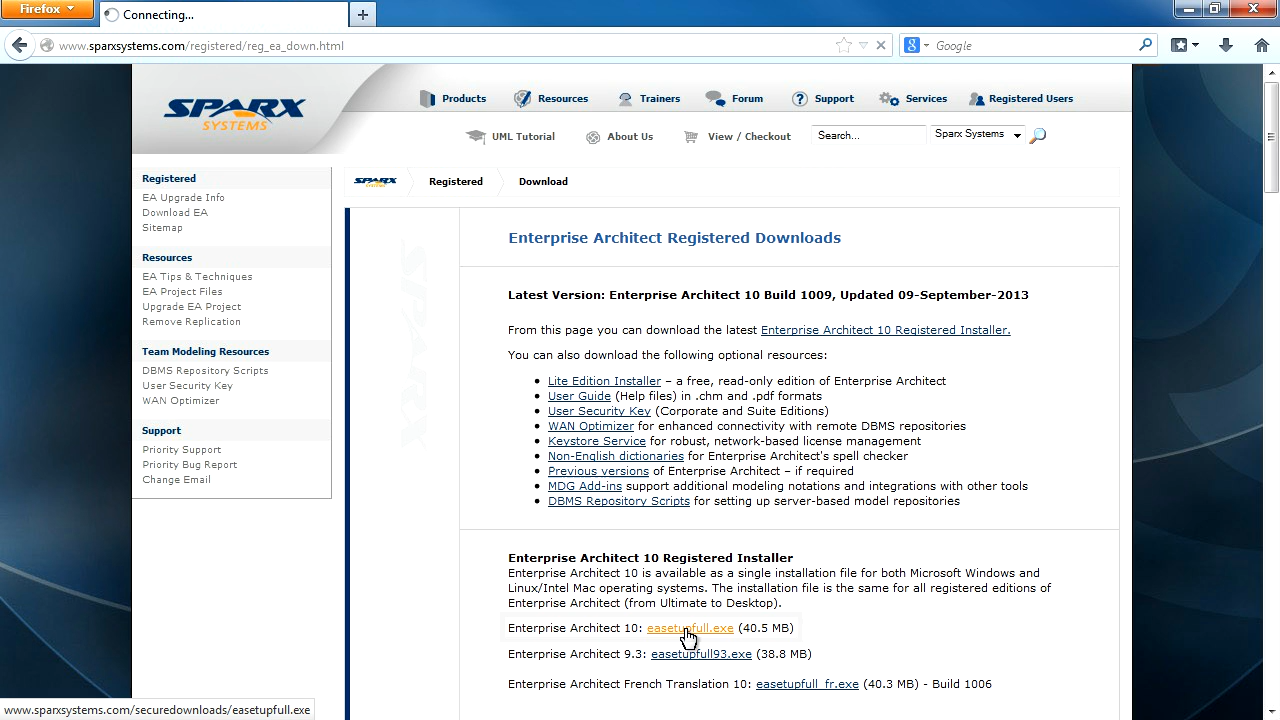 Firefox
Connecting...
www.sparxsystems.com/registered/reg_ea_down.html
Google
SPARX
SYSTEMS
Products
Resources
Trainers
Forum
Support
Services
Registered Users
UML Tutorial
About Us
View / Checkout
Search...
Sparx Systems
Registered
EA Upgrade Info
Download EA
Sitemap
Resources
EA Tips & Techniques
EA Project Files
Upgrade EA Project
Remove Replication
Team Modeling Resources
DBMS Repository Scripts
User Security Key
WAN Optimizer
Support
Priority Support
Priority Bug Report
Change Email
SPARX SYSTEMS
Registered
Download
SPARX
Enterprise Architect Registered Downloads
Latest Version: Enterprise Architect 10 Build 1009, Updated 09-September-2013
From this page you can download the latest Enterprise Architect 10 Registered Installer.
You can also download the following optional resources:
• Lite Edition Installer – a free, read-only edition of Enterprise Architect
• User Guide (Help files) in .chm and .pdf formats
• User Security Key (Corporate and Suite Editions)
• WAN Optimizer for enhanced connectivity with remote DBMS repositories
• Keystore Service for robust, network-based license management
• Non-English dictionaries for Enterprise Architect's spell checker
• Previous versions of Enterprise Architect – if required
• MDG Add-ins support additional modeling notations and integrations with other tools
• DBMS Repository Scripts for setting up server-based model repositories
Enterprise Architect 10 Registered Installer
Enterprise Architect 10 is available as a single installation file for both Microsoft Windows and
Linux/Intel Mac operating systems. The installation file is the same for all registered editions of
Enterprise Architect (from Ultimate to Desktop).
Enterprise Architect 10: easetupfull.exe (40.5 MB)
Enterprise Architect 9.3: easetupfull93.exe (38.8 MB)
Enterprise Architect French Translation 10: easetupfull_fr.exe (40.3 MB) - Build 1006
www.sparxsystems.com/securedownloads/easetupfull.exe